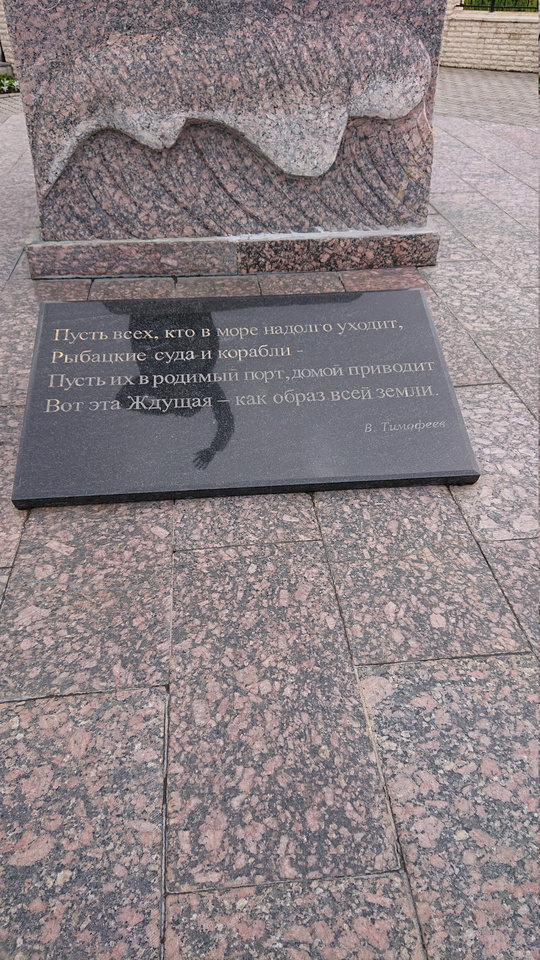 Пусть всех, кто в море надолго уходит,
Рыбацкие суда и корабли -
Пусть их в родимый порт, домой приводит
Вот эта Ждущая – как образ всей земли.
В. Тимофеев